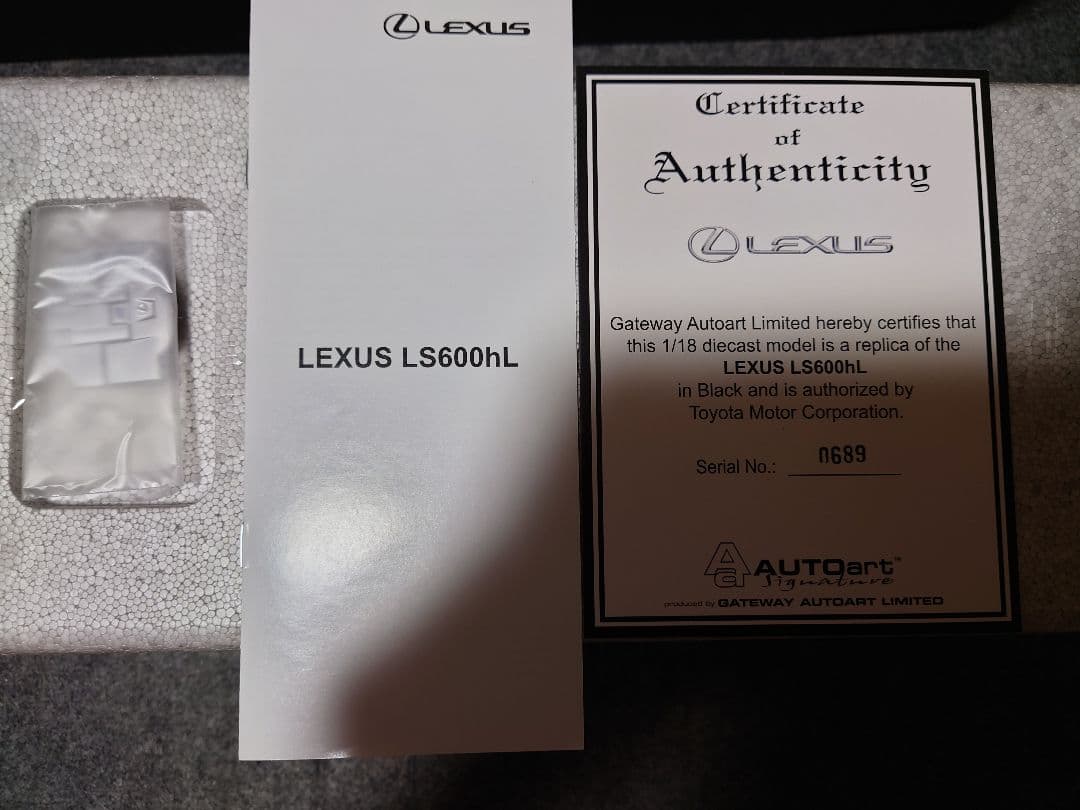 LEXUS
LEXUS LS600hL
Certificate
of
Authenticity
LEXUS
Gateway Autoart Limited hereby certifies that
this 1/18 diecast model is a replica of the
LEXUS LS600hL
in Black and is authorized by
Toyota Motor Corporation.
Serial No.: 0689
Aa AUTOart™
Signature
produced by GATEWAY AUTOART LIMITED